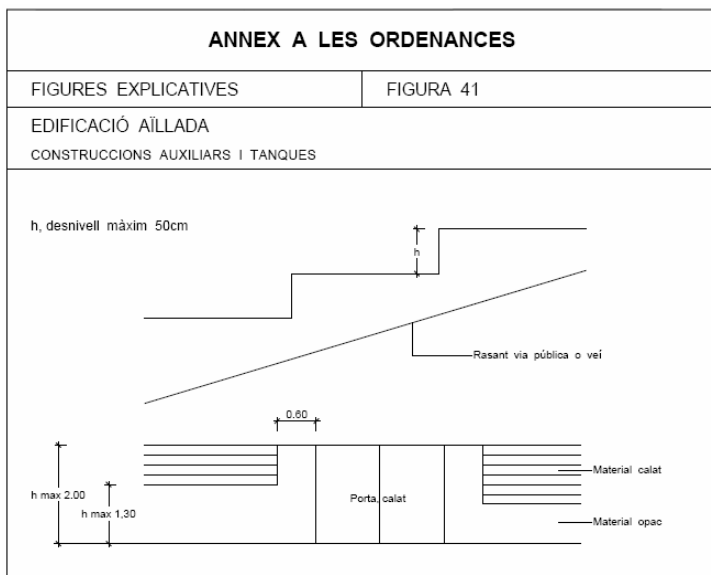 ANNEX A LES ORDENANCES
FIGURES EXPLICATIVES
FIGURA 41
EDIFICACIÓ AÏLLADA
CONSTRUCCIONS AUXILIARS I TANQUES
h, desnivell màxim 50cm
h
Rasant via pública o veí
0.60
h max 2.00
h max 1,30
Porta, calat
Material calat
Material opac